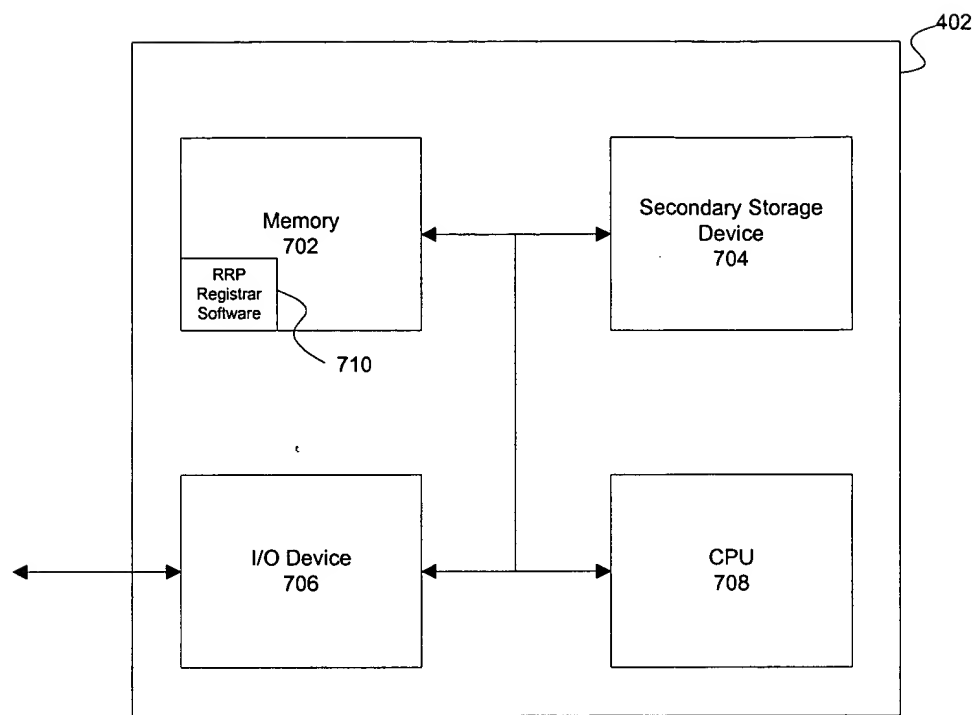 402
Memory
702
RRP
Registrar
Software
710
Secondary Storage
Device
704
I/O Device
706
CPU
708